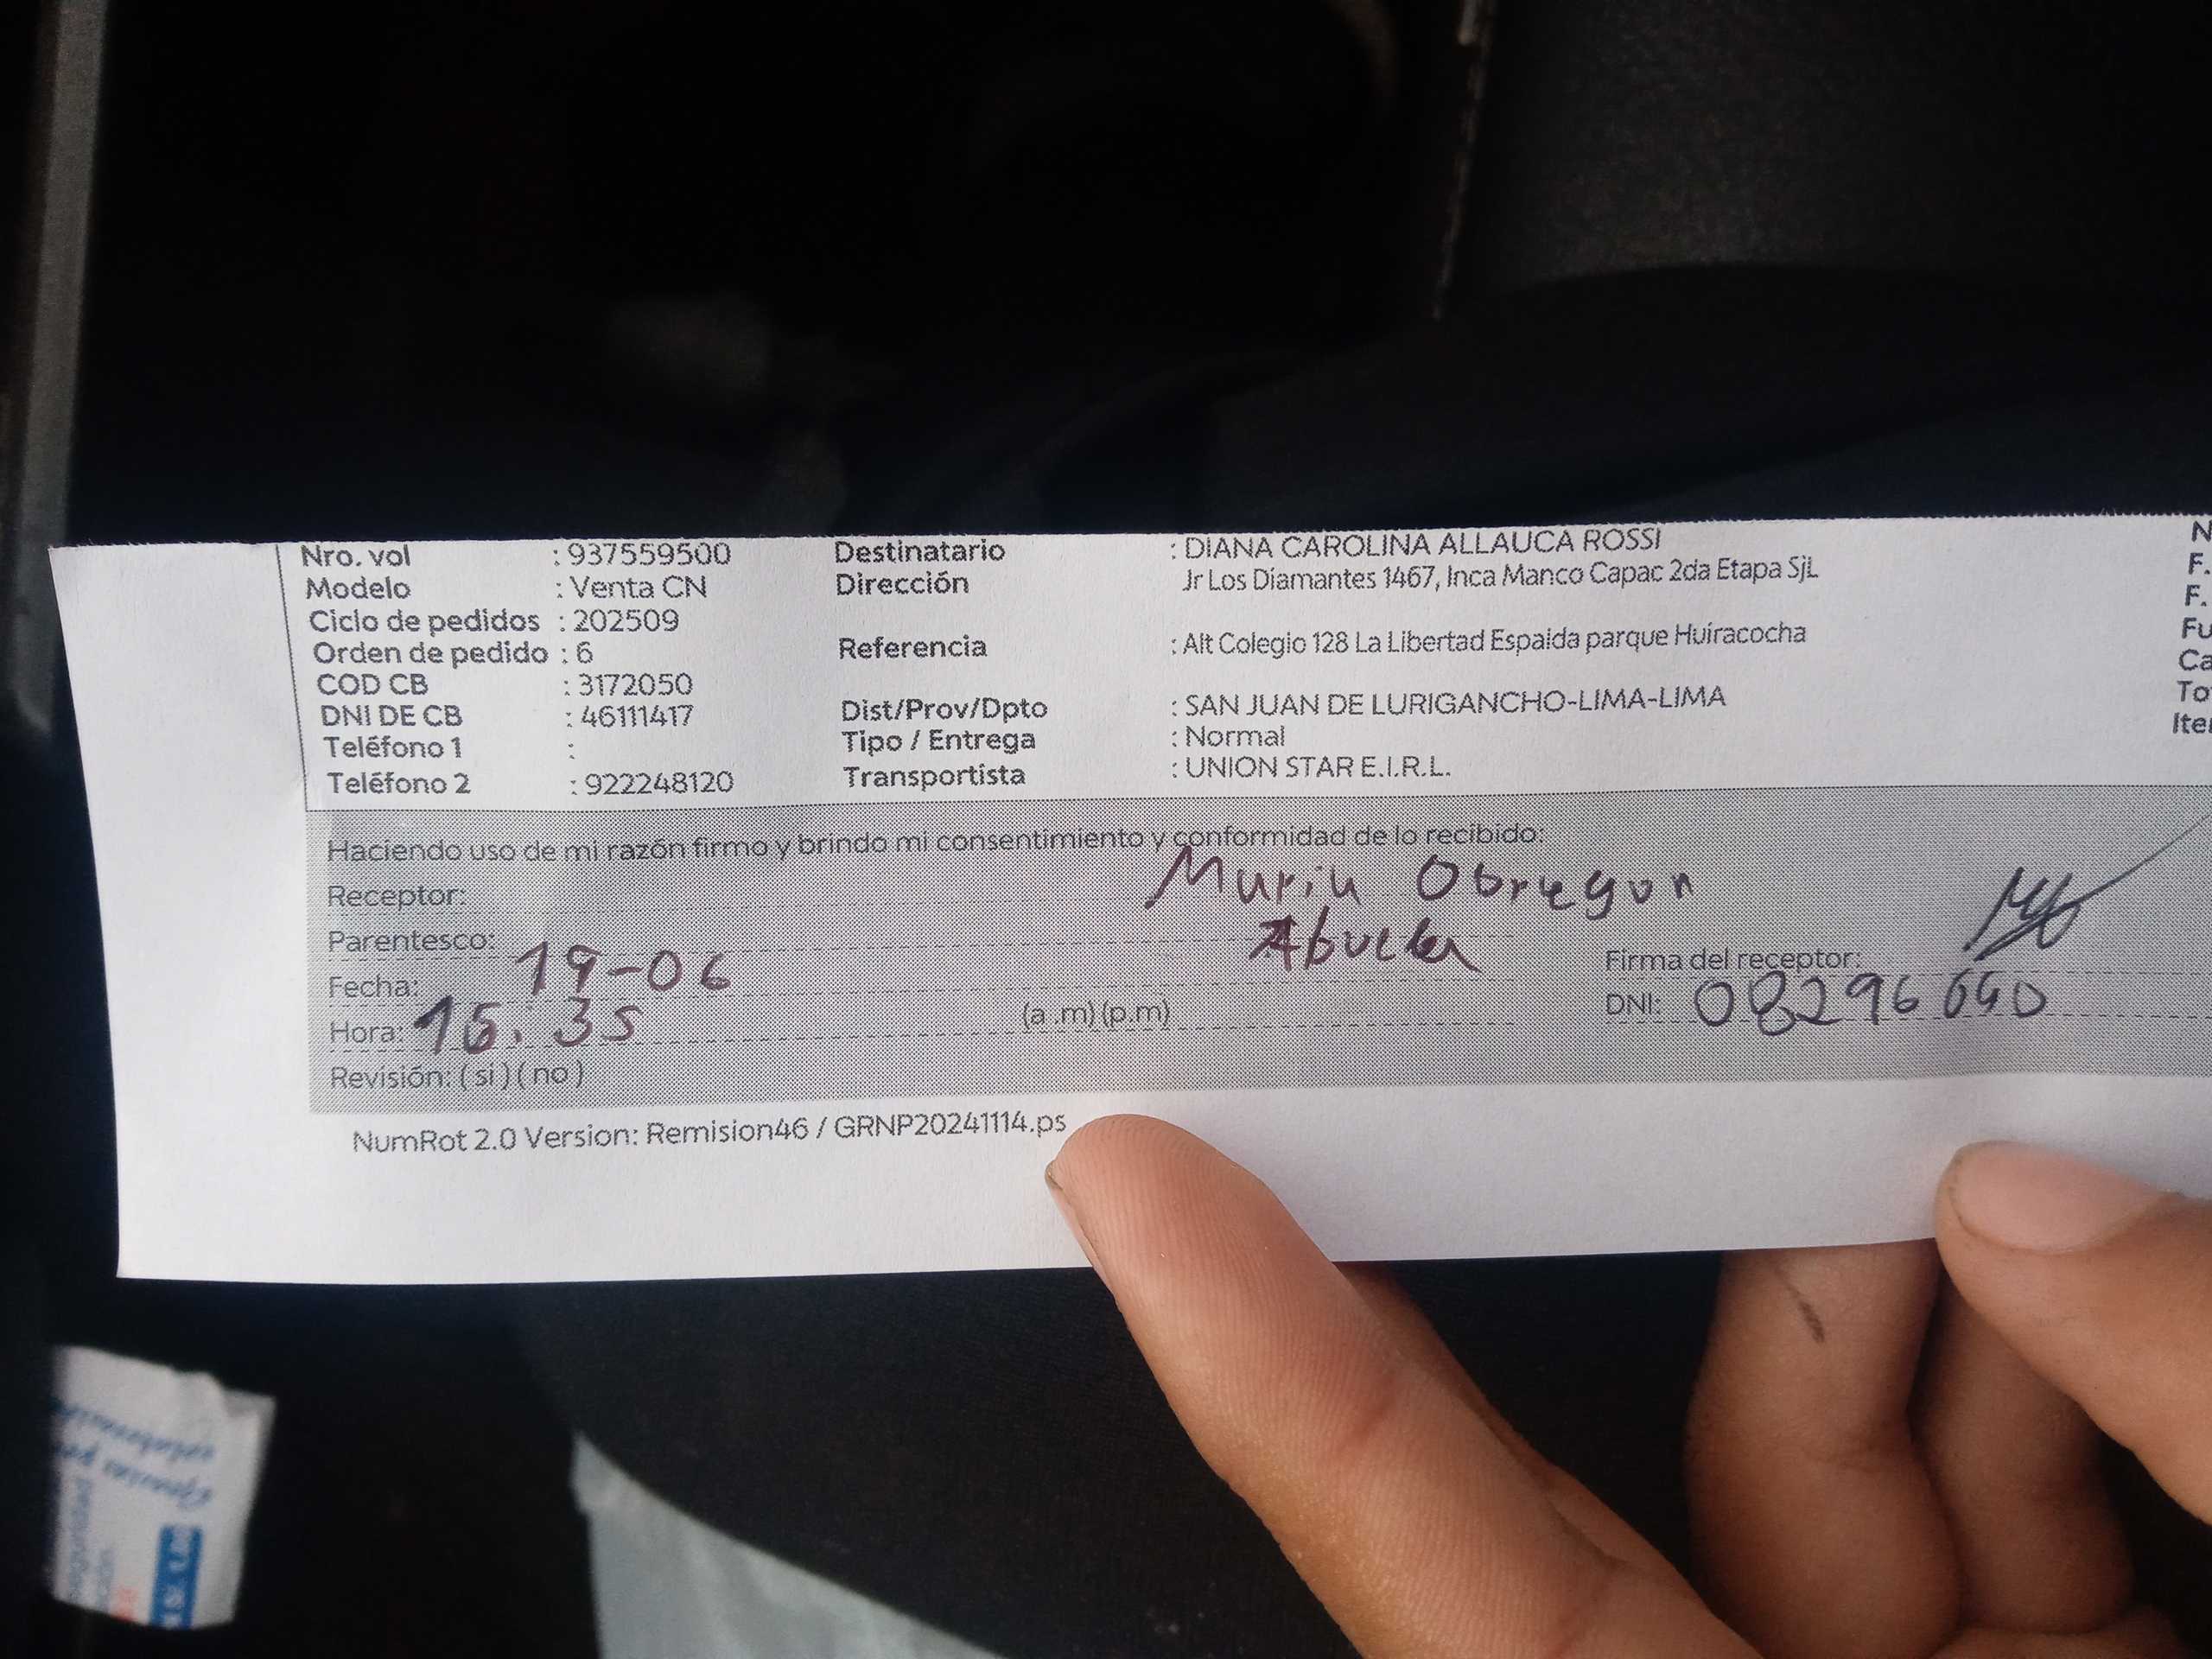 Nro. vol : 937559500 Destinatario : DIANA CAROLINA ALLAUCA ROSSI N
Modelo : Venta CN Dirección Jr Los Diamantes 1467, Inca Manco Capac 2da Etapa SjL F.
Ciclo de pedidos : 202509 F.
Orden de pedido : 6 Referencia : Alt Colegio 128 La Libertad Espalda parque Huiracocha Fu
COD CB : 3172050 Ca
DNI DE CB : 46111417 Dist/Prov/Dpto : SAN JUAN DE LURIGANCHO-LIMA-LIMA To
Teléfono 1 : Tipo / Entrega : Normal Ite
Teléfono 2 : 922248120 Transportista : UNION STAR E.I.R.L.
Haciendo uso de mi razón firmo y brindo mi consentimiento y conformidad de lo recibido:
Receptor: Maria Obregon
Parentesco: Abuela
Fecha: 19-06 Firma del receptor:
Hora: 15:35 (a .m) (p.m) DNI: 08296640
Revisión: ( si ) ( no )
NumRot 2.0 Version: Remision46 / GRNP20241114.ps